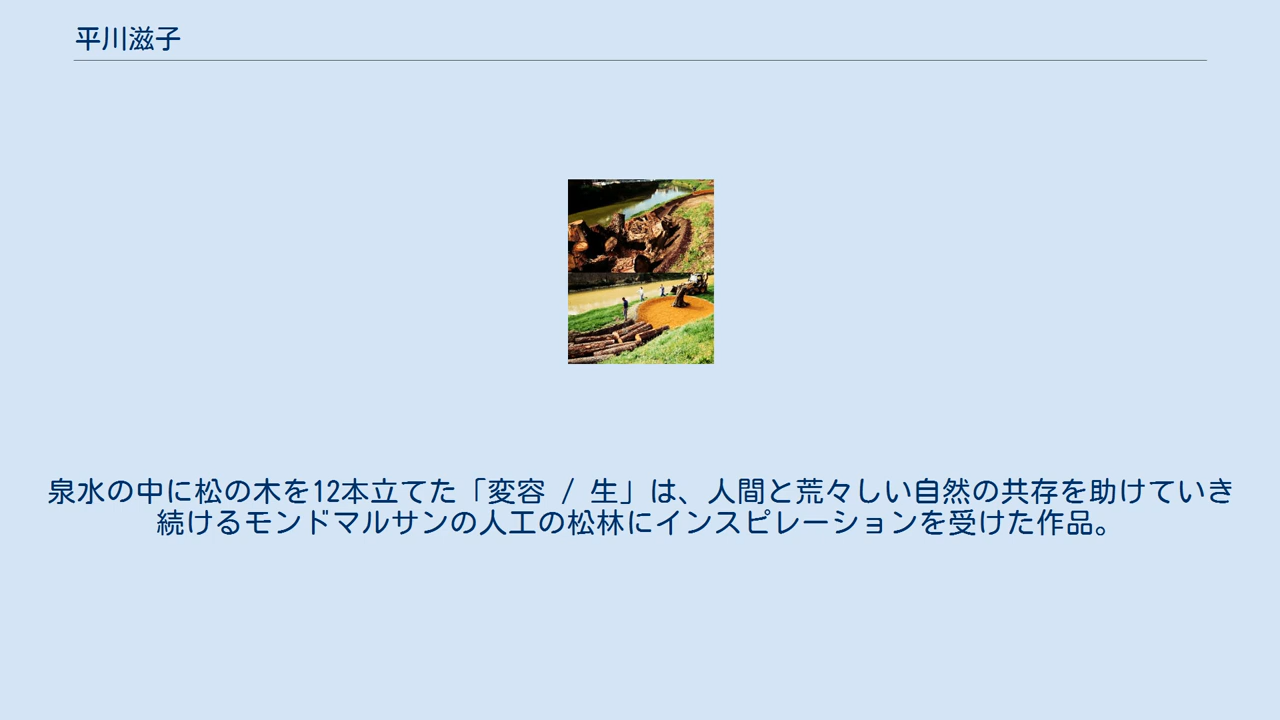 平川滋子
泉水の中に松の木を12本立てた「変容 / 生」は、人間と荒々しい自然の共存を助けていき
続けるモンドマルサンの人工の松林にインスピレーションを受けた作品。